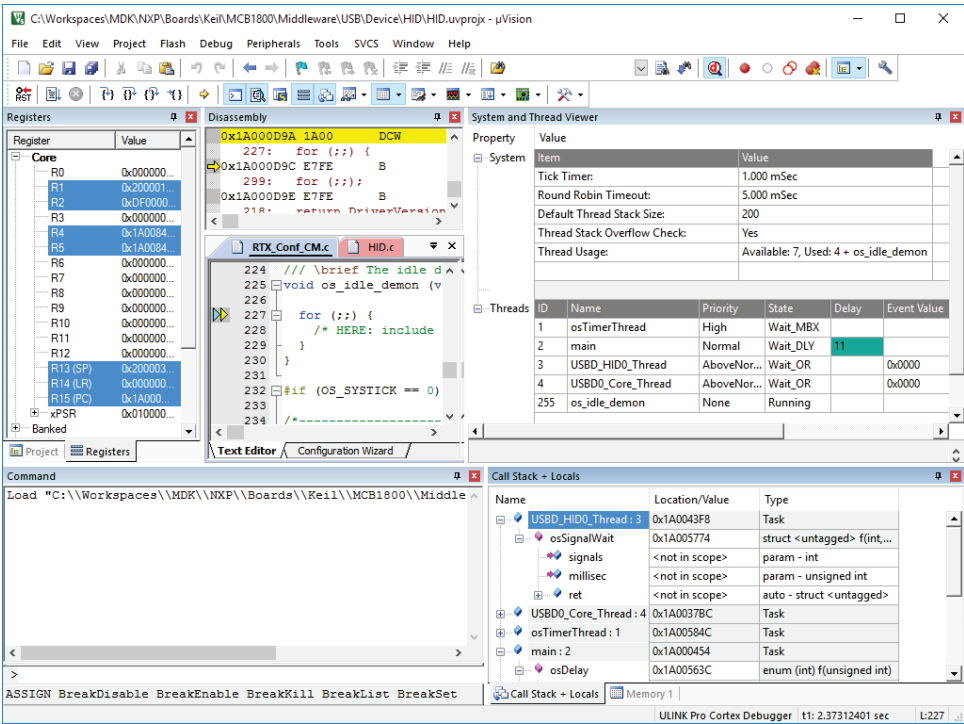 C:\Workspaces\MDK\NXP\Boards\Keil\MCB1800\Middleware\USB\Device\HID\HID.uvprojx - µVision
File Edit View Project Flash Debug Peripherals Tools SVCS Window Help
RST
Registers
Register Value
Core
R0 0x000000...
R1 0x200001...
R2 0xDF0000...
R3 0x000000...
R4 0x1A0084...
R5 0x1A0084...
R6 0x000000...
R7 0x000000...
R8 0x000000...
R9 0x000000...
R10 0x000000...
R11 0x000000...
R12 0x000000...
R13 (SP) 0x200003...
R14 (LR) 0x000000...
R15 (PC) 0x1A000...
xPSR 0x010000...
Banked
Project Registers
Disassembly
0x1A000D9A 1A00 DCW
227: for (;;) {
0x1A000D9C E7FE B
299: for (;;);
0x1A000D9E E7FE B
218: return DriverVersion
RTX_Conf_CM.c HID.c
224 /// \brief The idle d
225 void os_idle_demon (v
226
227 for (;;) {
228 /* HERE: include
229 }
230 }
231
232 #if (OS_SYSTICK == 0)
233
234 /*--------------------
Text Editor Configuration Wizard
System and Thread Viewer
Property Value
System
Item Value
Tick Timer: 1.000 mSec
Round Robin Timeout: 5.000 mSec
Default Thread Stack Size: 200
Thread Stack Overflow Check: Yes
Thread Usage: Available: 7, Used: 4 + os_idle_demon
Threads
ID Name Priority State Delay Event Value
1 osTimerThread High Wait_MBX
2 main Normal Wait_DLY 11
3 USBD_HID0_Thread AboveNor... Wait_OR 0x0000
4 USBD0_Core_Thread AboveNor... Wait_OR 0x0000
255 os_idle_demon None Running
Command
Load "C:\\Workspaces\\MDK\\NXP\\Boards\\Keil\\MCB1800\\Middle
>
ASSIGN BreakDisable BreakEnable BreakKill BreakList BreakSet
Call Stack + Locals
Name Location/Value Type
USBD_HID0_Thread : 3 0x1A0043F8 Task
osSignalWait 0x1A005774 struct <untagged> f(int,...
signals <not in scope> param - int
millisec <not in scope> param - unsigned int
ret <not in scope> auto - struct <untagged>
USBD0_Core_Thread : 4 0x1A0037BC Task
osTimerThread : 1 0x1A00584C Task
main : 2 0x1A000454 Task
osDelay 0x1A00563C enum (int) f(unsigned int)
Call Stack + Locals Memory 1
ULINK Pro Cortex Debugger t1: 2.37312401 sec L:227